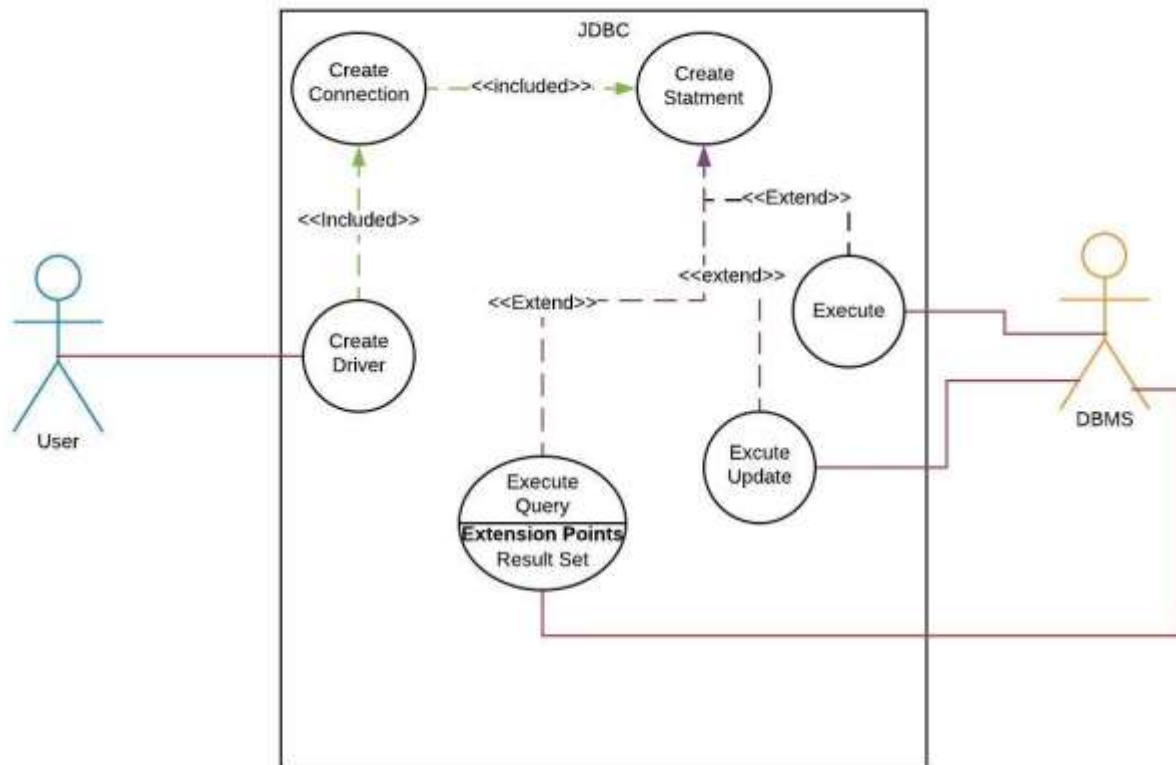 JDBC
Create
Connection
<<included>>
Create
Statment
<<Included>>
<<Extend>>
<<extend>>
<<Extend>>
Execute
Create
Driver
User
DBMS
Excute
Update
Execute
Query
Extension Points
Result Set